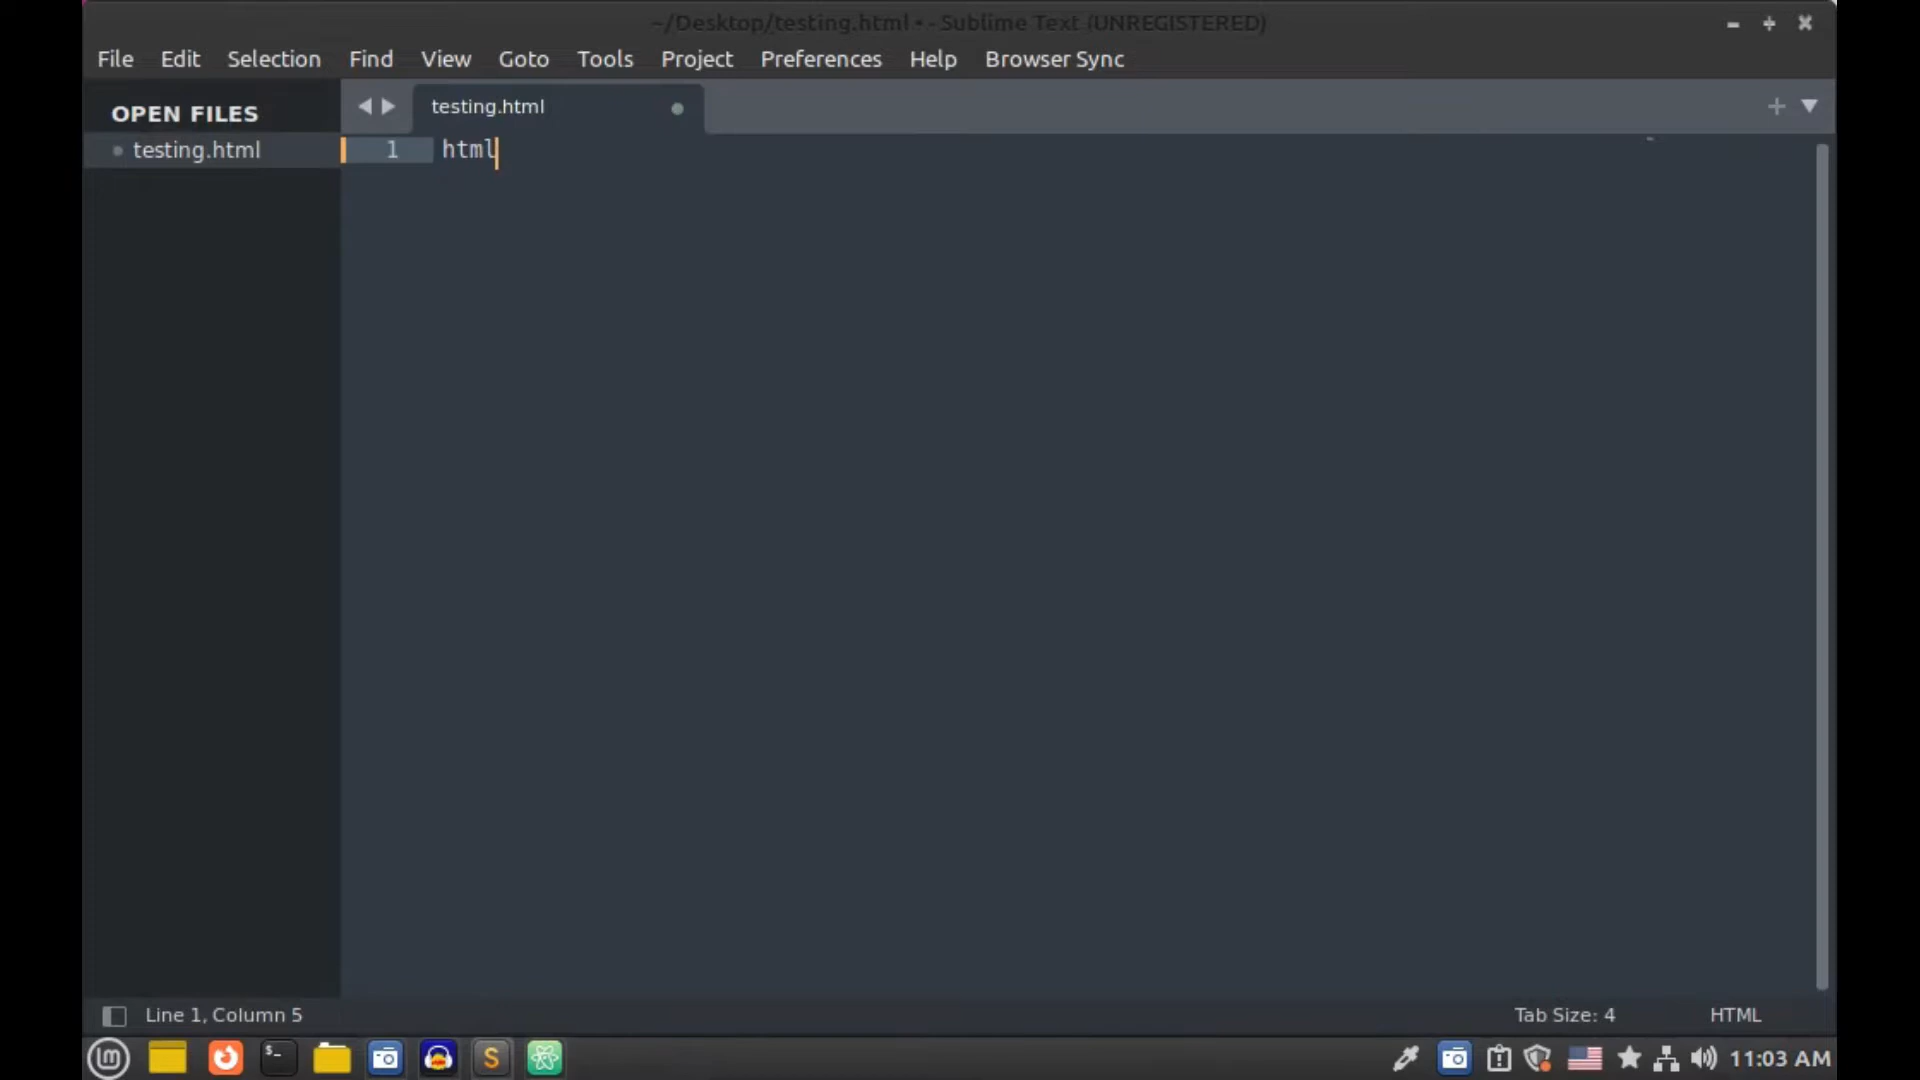 ~/Desktop/testing.html • - Sublime Text (UNREGISTERED)
File Edit Selection Find View Goto Tools Project Preferences Help Browser Sync
OPEN FILES
testing.html
testing.html
1 html
Line 1, Column 5
Tab Size: 4
HTML
$-
S
11:03 AM